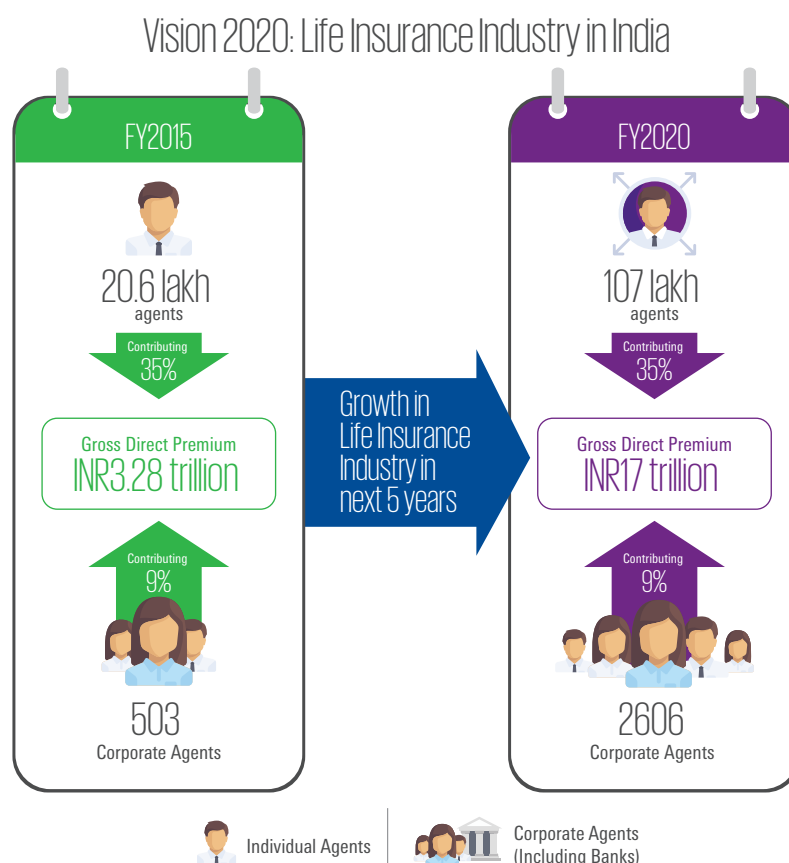 Vision 2020: Life Insurance Industry in India
FY2015
20.6 lakh
agents
Contributing
35%
Gross Direct Premium
INR3.28 trillion
Contributing
9%
503
Corporate Agents
Growth in
Life Insurance
Industry in
next 5 years
FY2020
107 lakh
agents
Contributing
35%
Gross Direct Premium
INR17 trillion
Contributing
9%
2606
Corporate Agents
Individual Agents
Corporate Agents
(Including Banks)